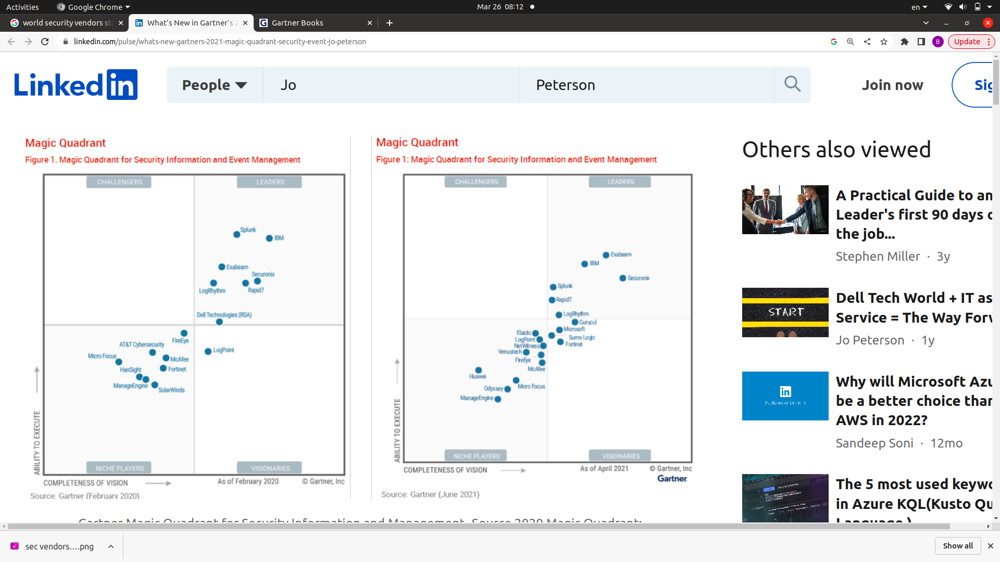 Activities
Google Chrome
Mar 26 08:12
en
world security vendors sta
What's New in Gartner's 2
Gartner Books
linkedin.com/pulse/whats-new-gartners-2021-magic-quadrant-security-event-jo-peterson
B
Update
Linked in
People
Jo
Peterson
Join now
Sig
Magic Quadrant
Figure 1. Magic Quadrant for Security Information and Event Management
CHALLENGERS
LEADERS
Splunk
IBM
Exabeam
Securonix
LogRhythm
Rapid7
Dell Technologies (RSA)
FireEye
AT&T Cybersecurity
LogPoint
Micro Focus
McAfee
HanSight
Fortinet
ManageEngine
SolarWinds
ABILITY TO EXECUTE
NICHE PLAYERS
VISIONARIES
COMPLETENESS OF VISION
As of February 2020
© Gartner, Inc
Source: Gartner (February 2020)
Magic Quadrant
Figure 1: Magic Quadrant for Security Information and Event Management
CHALLENGERS
LEADERS
Exabeam
IBM
Securonix
Splunk
Rapid7
LogRhythm
Gurucul
Microsoft
Elastic
Sumo Logic
LogPoint
Fortinet
NetWitness
Venustech
FireEye
McAfee
Huawei
Micro Focus
Odyssey
ManageEngine
ABILITY TO EXECUTE
NICHE PLAYERS
VISIONARIES
COMPLETENESS OF VISION
As of April 2021
© Gartner, Inc
Gartner
Source: Gartner (June 2021)
Gartner Magic Quadrant for Security Information and Management. Source 2020 Magic Quadrant:
Others also viewed
A Practical Guide to an
Leader's first 90 days o
the job...
Stephen Miller · 3y
START
Dell Tech World + IT as
Service = The Way Forw
Jo Peterson · 1y
in
Published on LinkedIn
Why will Microsoft Azu
be a better choice than
AWS in 2022?
Sandeep Soni · 12mo
The 5 most used keywo
in Azure KQL(Kusto Qu
Language )
sec vendors....png
Show all